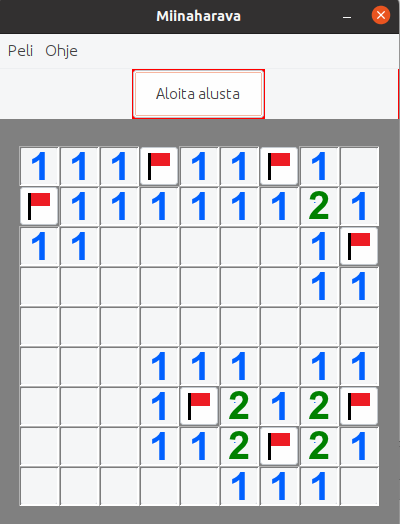 Miinaharava
Peli Ohje
Aloita alusta
1 1 1 1 1 1
1 1 1 1 1 1 2 1
1 1 1
1 1
1 1 1 1 1
1 2 1 2
1 1 2 2 1
1 1 1